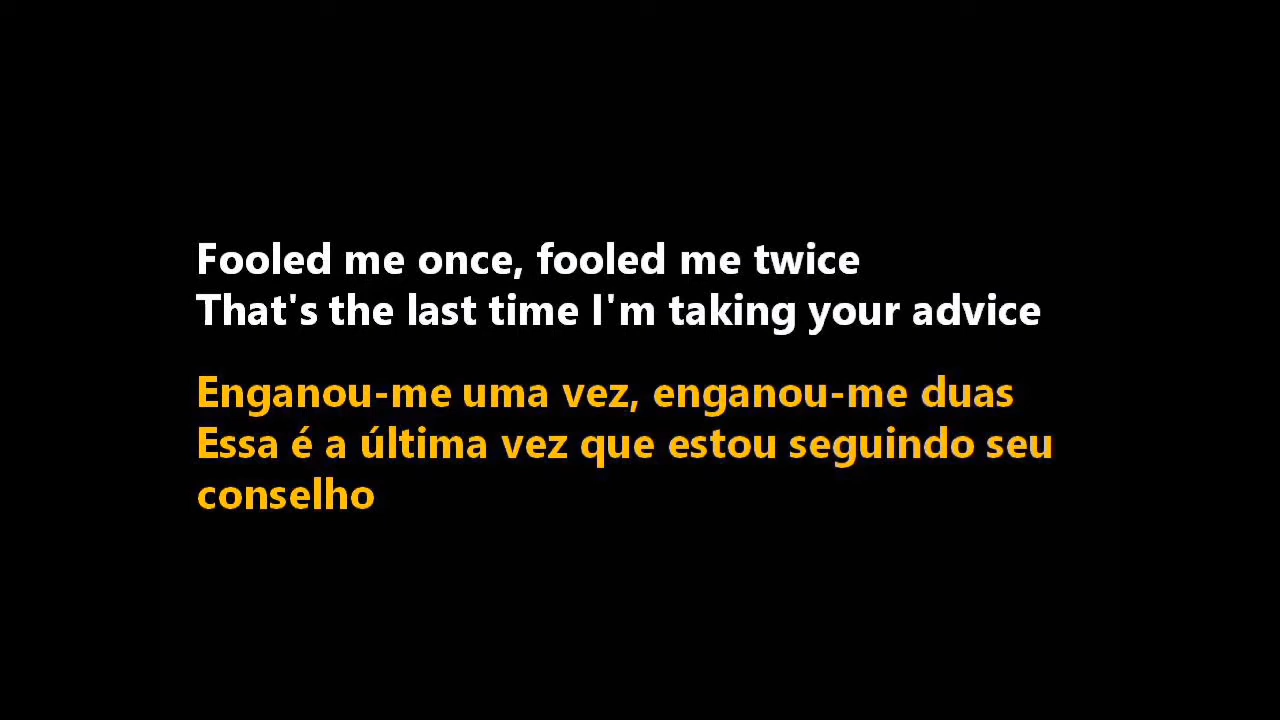 Fooled me once, fooled me twice
That's the last time I'm taking your advice
Enganou-me uma vez, enganou-me duas
Essa é a última vez que estou seguindo seu
conselho